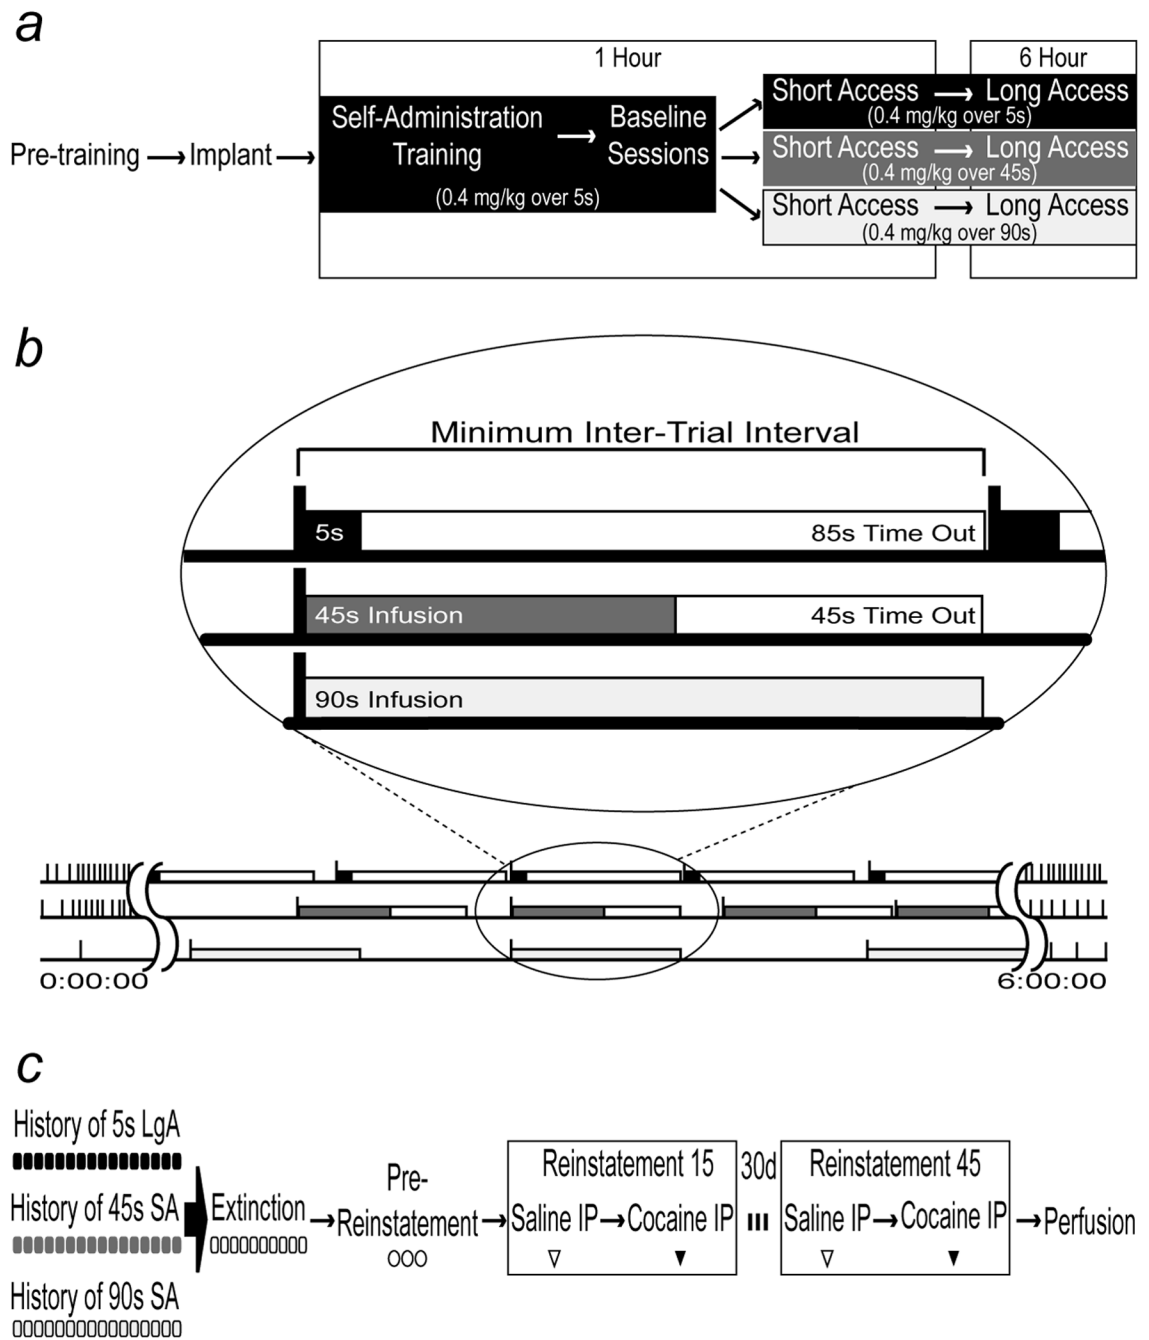 a
1 Hour
6 Hour
Pre-training
Implant
Self-Administration
Training
(0.4 mg/kg over 5s)
Baseline
Sessions
Short Access
Long Access
(0.4 mg/kg over 5s)
Short Access
Long Access
(0.4 mg/kg over 45s)
Short Access
Long Access
(0.4 mg/kg over 90s)
b
Minimum Inter-Trial Interval
5s
85s Time Out
45s Infusion
45s Time Out
90s Infusion
0:00:00
6:00:00
c
History of 5s LgA
History of 45s SA
History of 90s SA
Extinction
Pre-
Reinstatement
Reinstatement 15
Saline IP
Cocaine IP
30d
Reinstatement 45
Saline IP
Cocaine IP
Perfusion